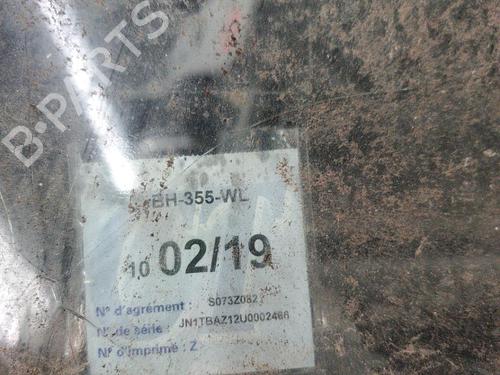 B·PARTS
BH-355-WL
10 02/19
N° d'agrément : S073Z082
N° de série : JN1TBAZ12U0002466
N° d'imprimé : Z